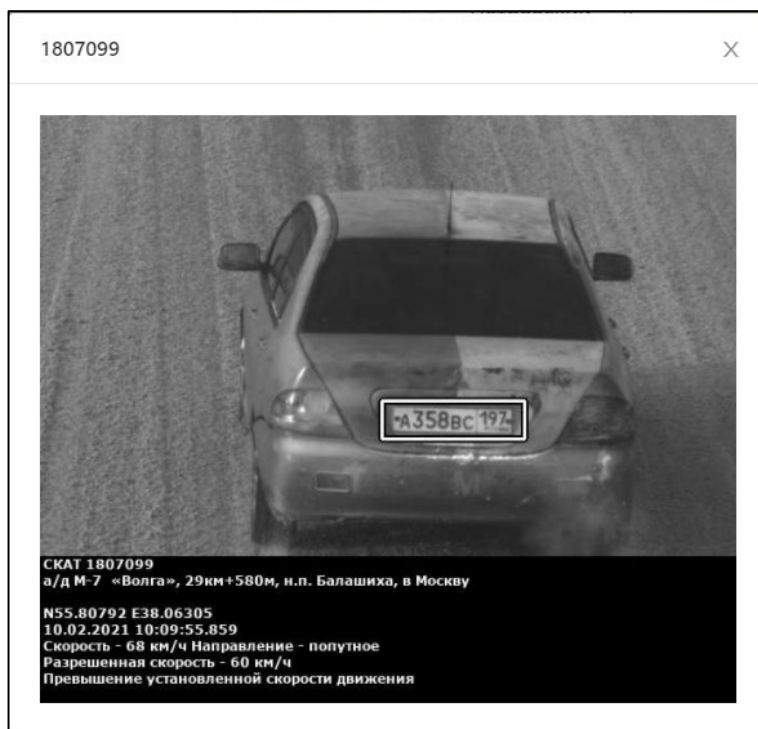 1807099 X
А358ВС 197
СКАТ 1807099
а/д М-7 «Волга», 29км+580м, н.п. Балашиха, в Москву
N55.80792 E38.06305
10.02.2021 10:09:55.859
Скорость - 68 км/ч Направление - попутное
Разрешенная скорость - 60 км/ч
Превышение установленной скорости движения